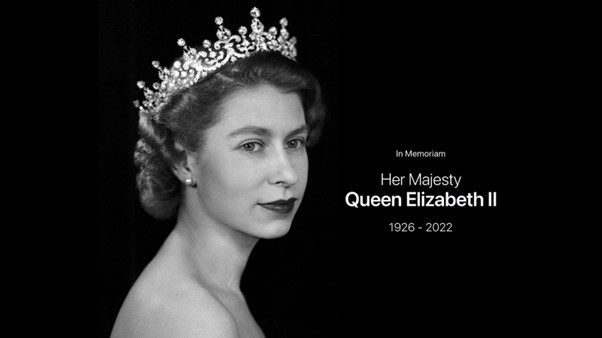 In Memoriam
Her Majesty
Queen Elizabeth II
1926 - 2022